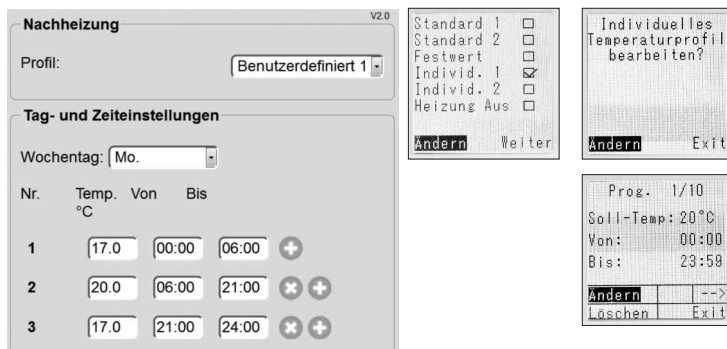 V2.0
Nachheizung
Profil:
Benutzerdefiniert 1
Tag- und Zeiteinstellungen
Wochentag: Mo.
Nr. Temp. Von Bis
°C
1 17.0 00:00 06:00
2 20.0 06:00 21:00
3 17.0 21:00 24:00
Standard 1
Standard 2
Festwert
Individ. 1
Individ. 2
Heizung Aus
Ändern Weiter
Individuelles
Temperaturprofil
bearbeiten?
Ändern Exit
Prog. 1/10
Soll-Temp: 20°C
Von: 00:00
Bis: 23:59
Ändern -->
Löschen Exit